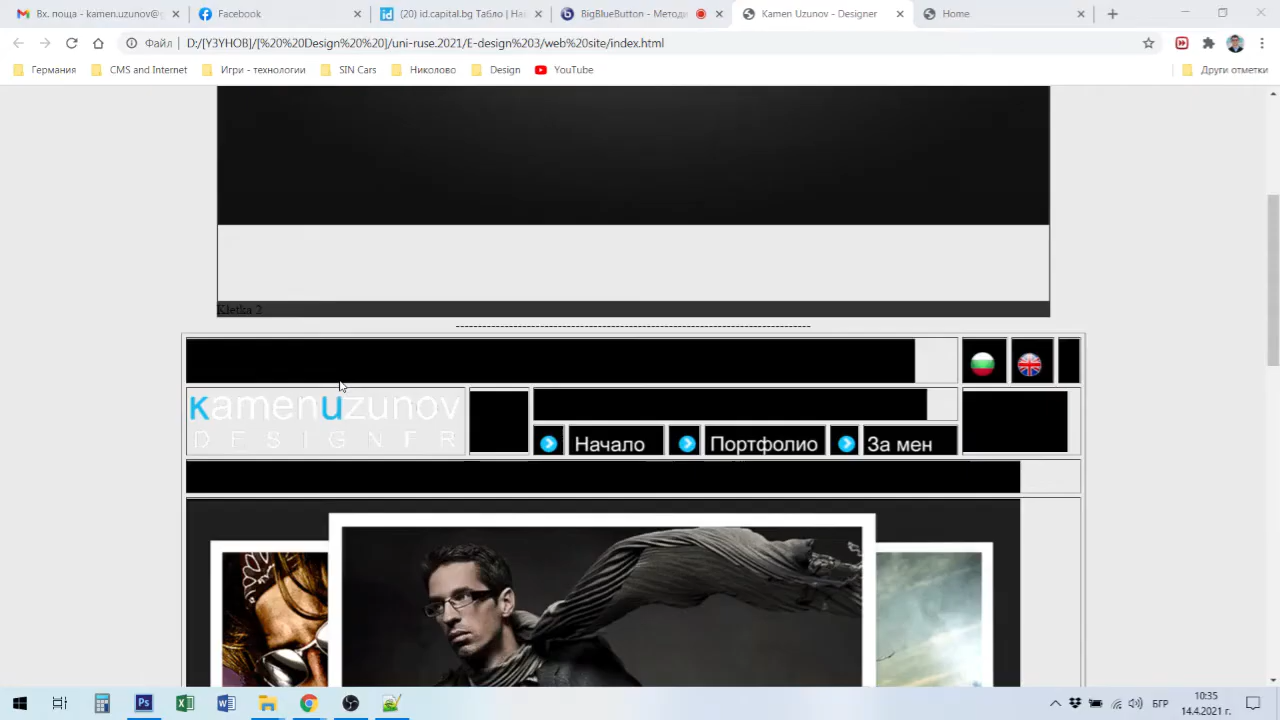 Вх. поща - kamen.uzunov@g
Facebook
(20) id.capital.bg Табло | На
BigBlueButton - Методи
Kamen Uzunov - Designer
Home
Файл
D:/[У3УНОВ]/[%20%20Design%20%20]/uni-ruse.2021/E-design%203/web%20site/index.html
Германия
CMS and Internet
Игри - технологии
SIN Cars
Николово
Design
YouTube
Други отметки
Kletka 2
--------------------------------------------------------------------------------
kamenuzunov
DESIGNER
Начало
Портфолио
За мен
БГР
10:35
14.4.2021 г.